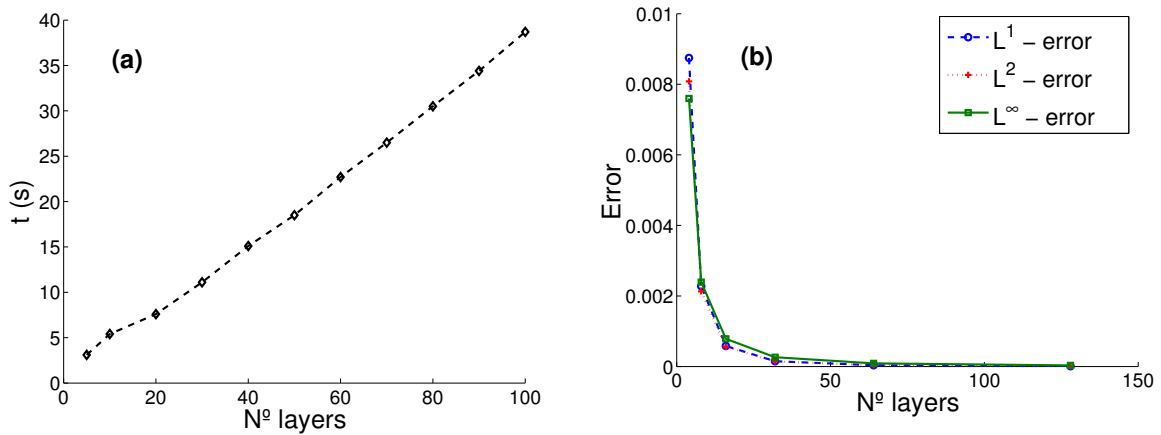 (a)
t (s)
40
35
30
25
20
15
10
5
0
0 20 40 60 80 100
Nº layers
(b)
L¹ – error
L² – error
L∞ – error
Error
0.01
0.008
0.006
0.004
0.002
0
0 50 100 150
Nº layers